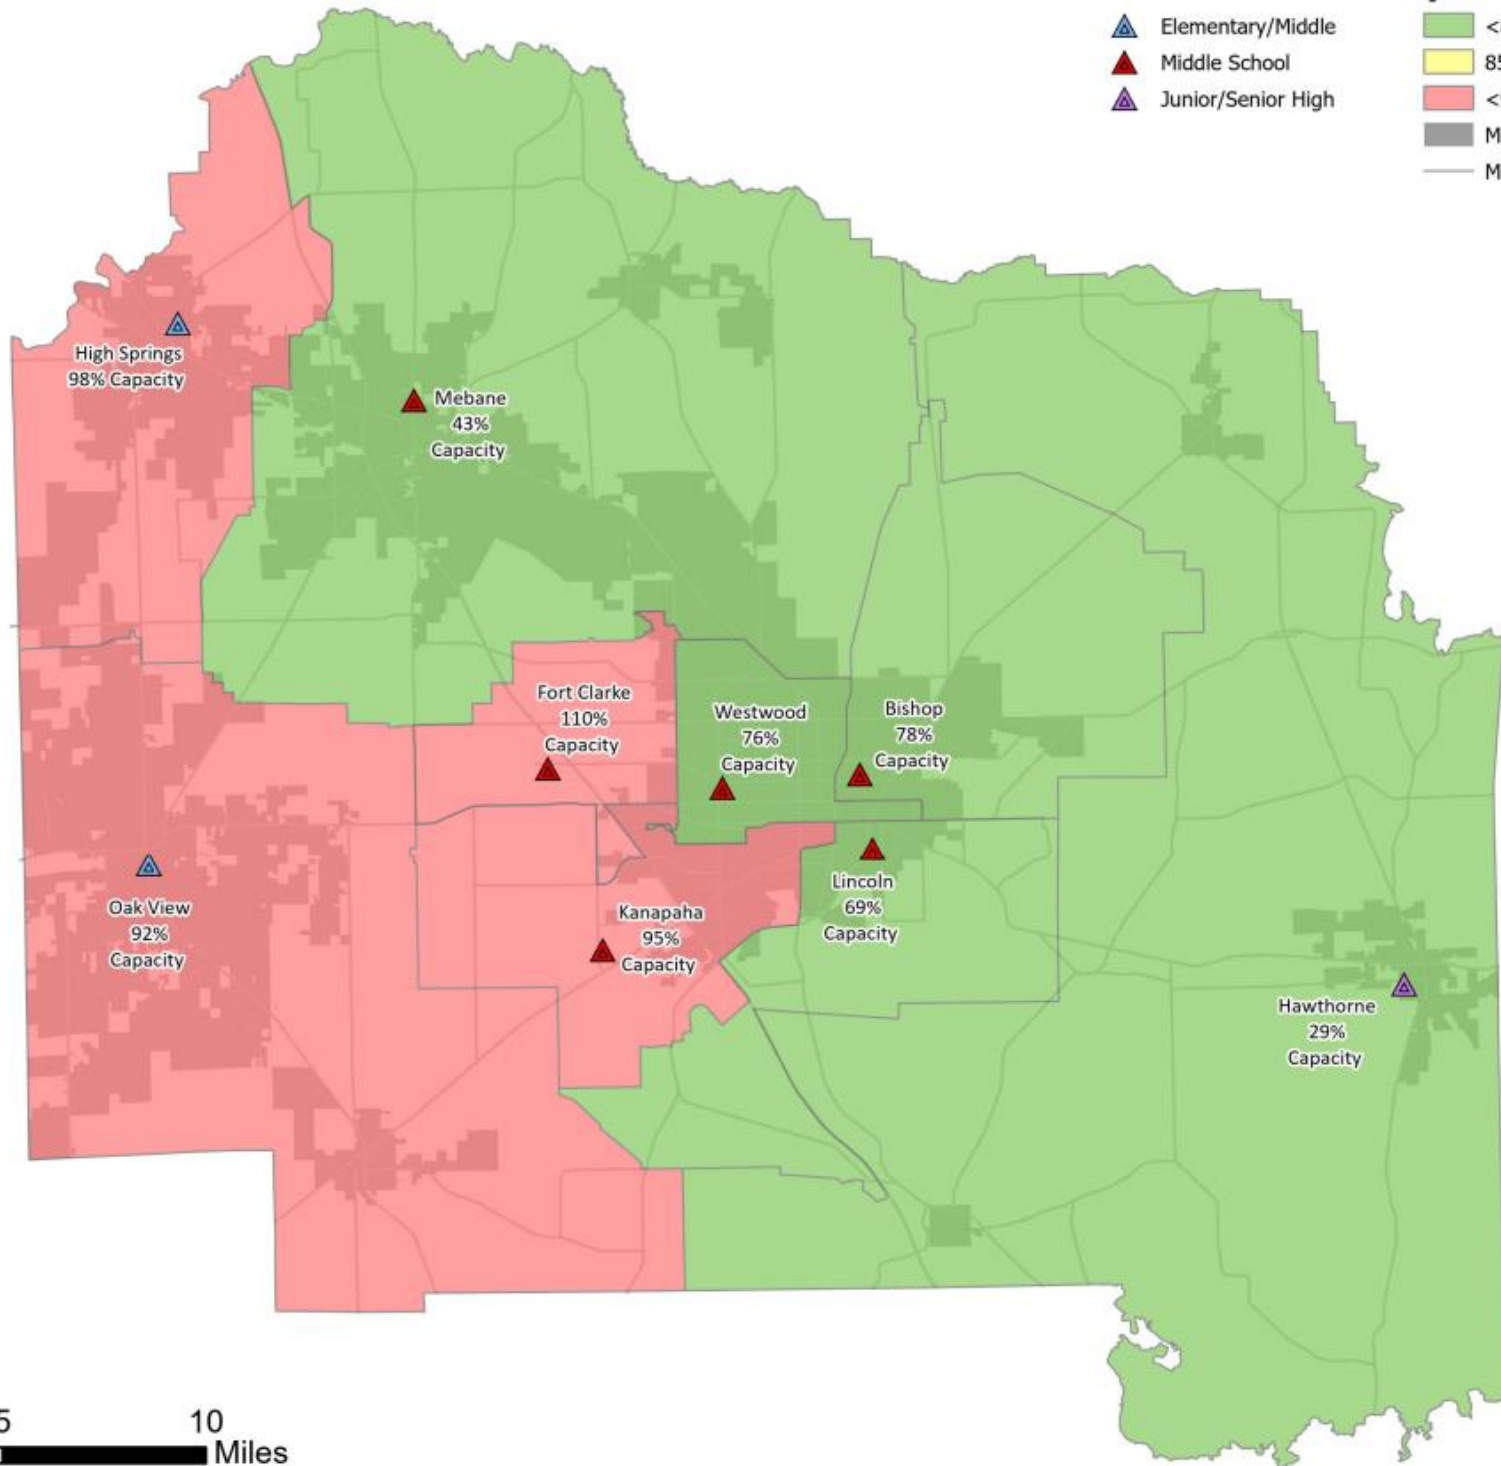 Elementary/Middle
Middle School
Junior/Senior High
High Springs
98% Capacity
Mebane
43%
Capacity
Fort Clarke
110%
Capacity
Westwood
76%
Capacity
Bishop
78%
Capacity
Oak View
92%
Capacity
Kanapaha
95%
Capacity
Lincoln
69%
Capacity
Hawthorne
29%
Capacity
5 10
Miles